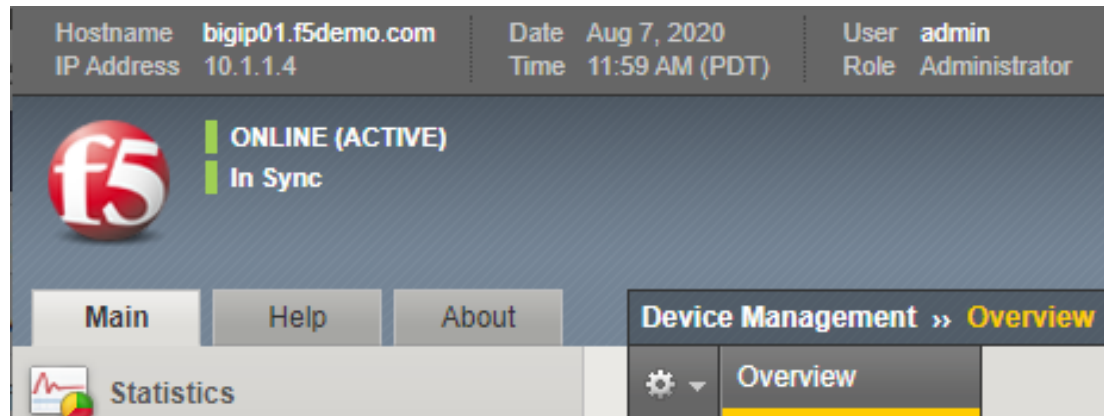 Hostname bigip01.f5demo.com Date Aug 7, 2020 User admin
IP Address 10.1.1.4 Time 11:59 AM (PDT) Role Administrator
f5
ONLINE (ACTIVE)
In Sync
Main Help About
Device Management ›› Overview
Statistics
Overview